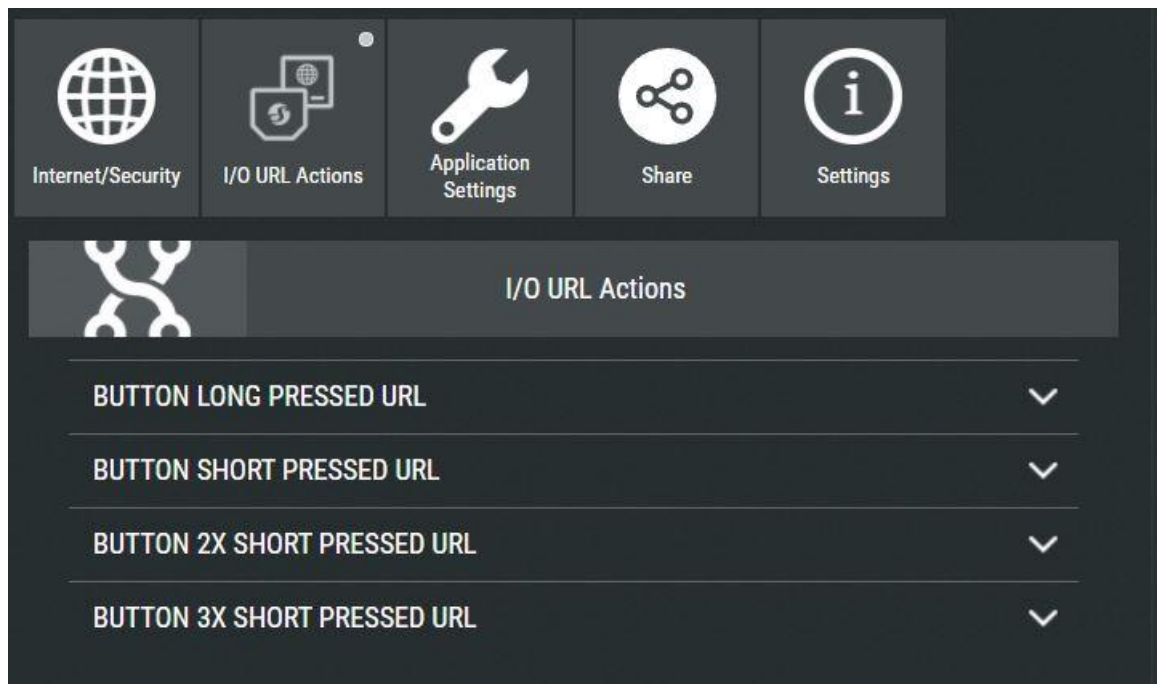 Internet/Security
I/O URL Actions
Application
Settings
Share
Settings
I/O URL Actions
BUTTON LONG PRESSED URL
BUTTON SHORT PRESSED URL
BUTTON 2X SHORT PRESSED URL
BUTTON 3X SHORT PRESSED URL